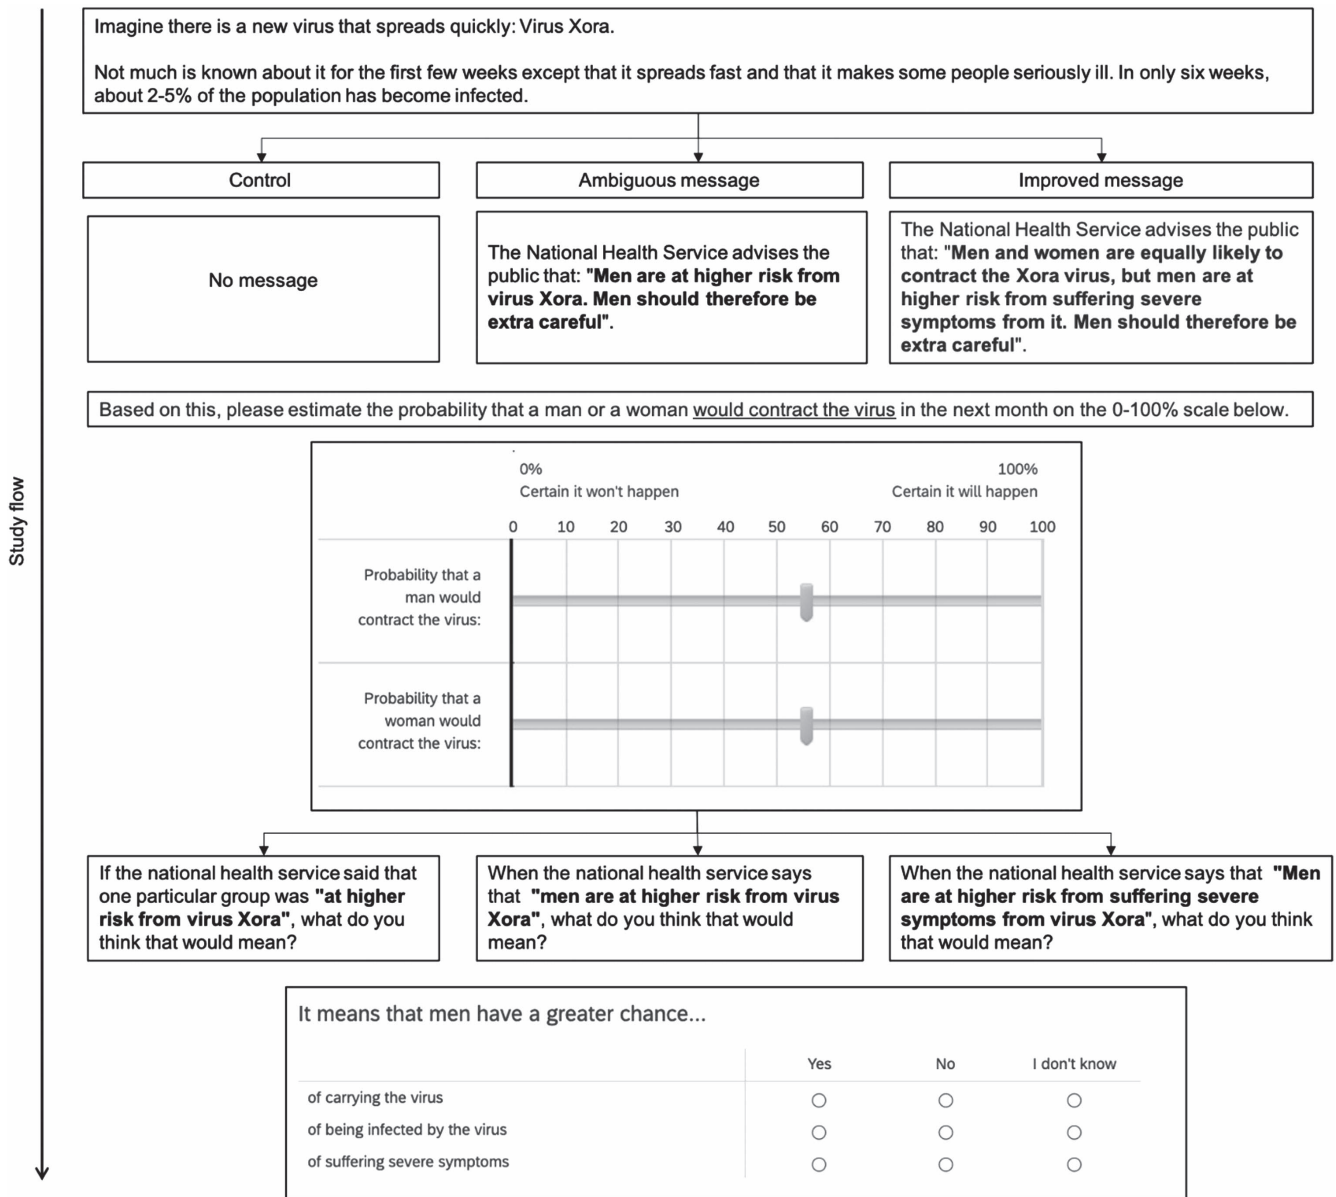 Imagine there is a new virus that spreads quickly: Virus Xora.
Not much is known about it for the first few weeks except that it spreads fast and that it makes some people seriously ill. In only six weeks,
about 2-5% of the population has become infected.
Control
Ambiguous message
Improved message
No message
The National Health Service advises the
public that: "Men are at higher risk from
virus Xora. Men should therefore be
extra careful".
The National Health Service advises the public
that: "Men and women are equally likely to
contract the Xora virus, but men are at
higher risk from suffering severe
symptoms from it. Men should therefore be
extra careful".
Based on this, please estimate the probability that a man or a woman would contract the virus in the next month on the 0-100% scale below.
Study flow
0% 100%
Certain it won't happen Certain it will happen
0 10 20 30 40 50 60 70 80 90 100
Probability that a
man would
contract the virus:
Probability that a
woman would
contract the virus:
If the national health service said that
one particular group was "at higher
risk from virus Xora", what do you
think that would mean?
When the national health service says
that "men are at higher risk from virus
Xora", what do you think that would
mean?
When the national health service says that "Men
are at higher risk from suffering severe
symptoms from virus Xora", what do you think
that would mean?
It means that men have a greater chance...
Yes No I don't know
of carrying the virus
of being infected by the virus
of suffering severe symptoms